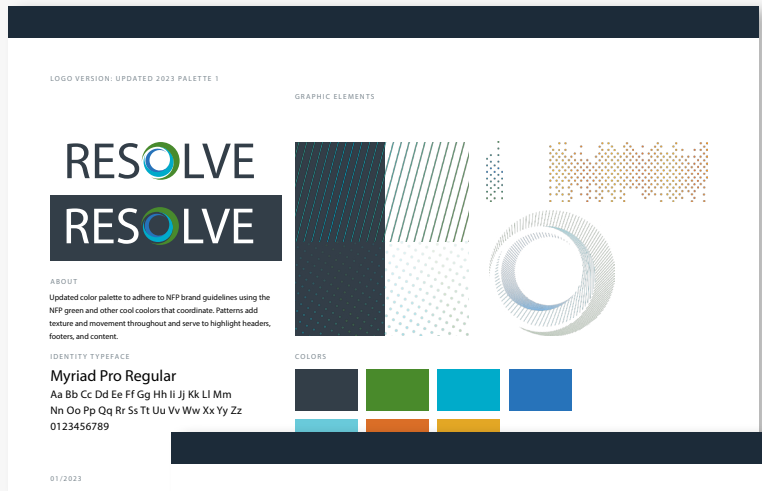 LOGO VERSION: UPDATED 2023 PALETTE 1
GRAPHIC ELEMENTS
RESOLVE
RESOLVE
ABOUT
Updated color palette to adhere to NFP brand guidelines using the
NFP green and other cool coolors that coordinate. Patterns add
texture and movement throughout and serve to highlight headers,
footers, and content.
IDENTITY TYPEFACE
Myriad Pro Regular
Aa Bb Cc Dd Ee Ff Gg Hh Ii Jj Kk Ll Mm
Nn Oo Pp Qq Rr Ss Tt Uu Vv Ww Xx Yy Zz
0123456789
COLORS
01/2023